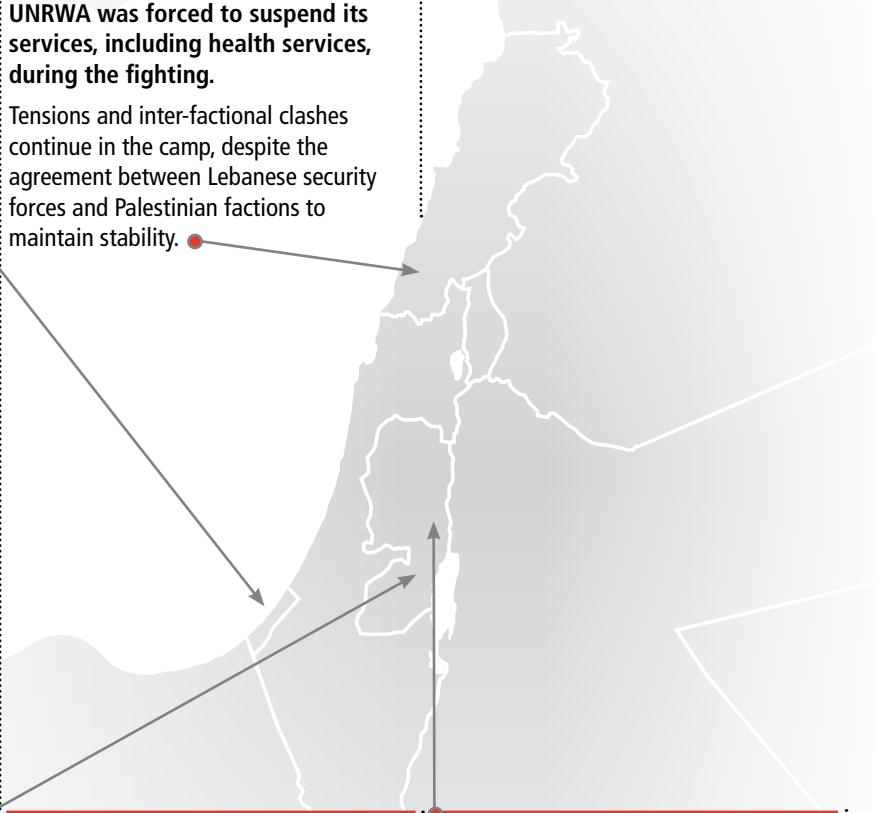 UNRWA was forced to suspend its
services, including health services,
during the fighting.
Tensions and inter-factional clashes
continue in the camp, despite the
agreement between Lebanese security
forces and Palestinian factions to
maintain stability.